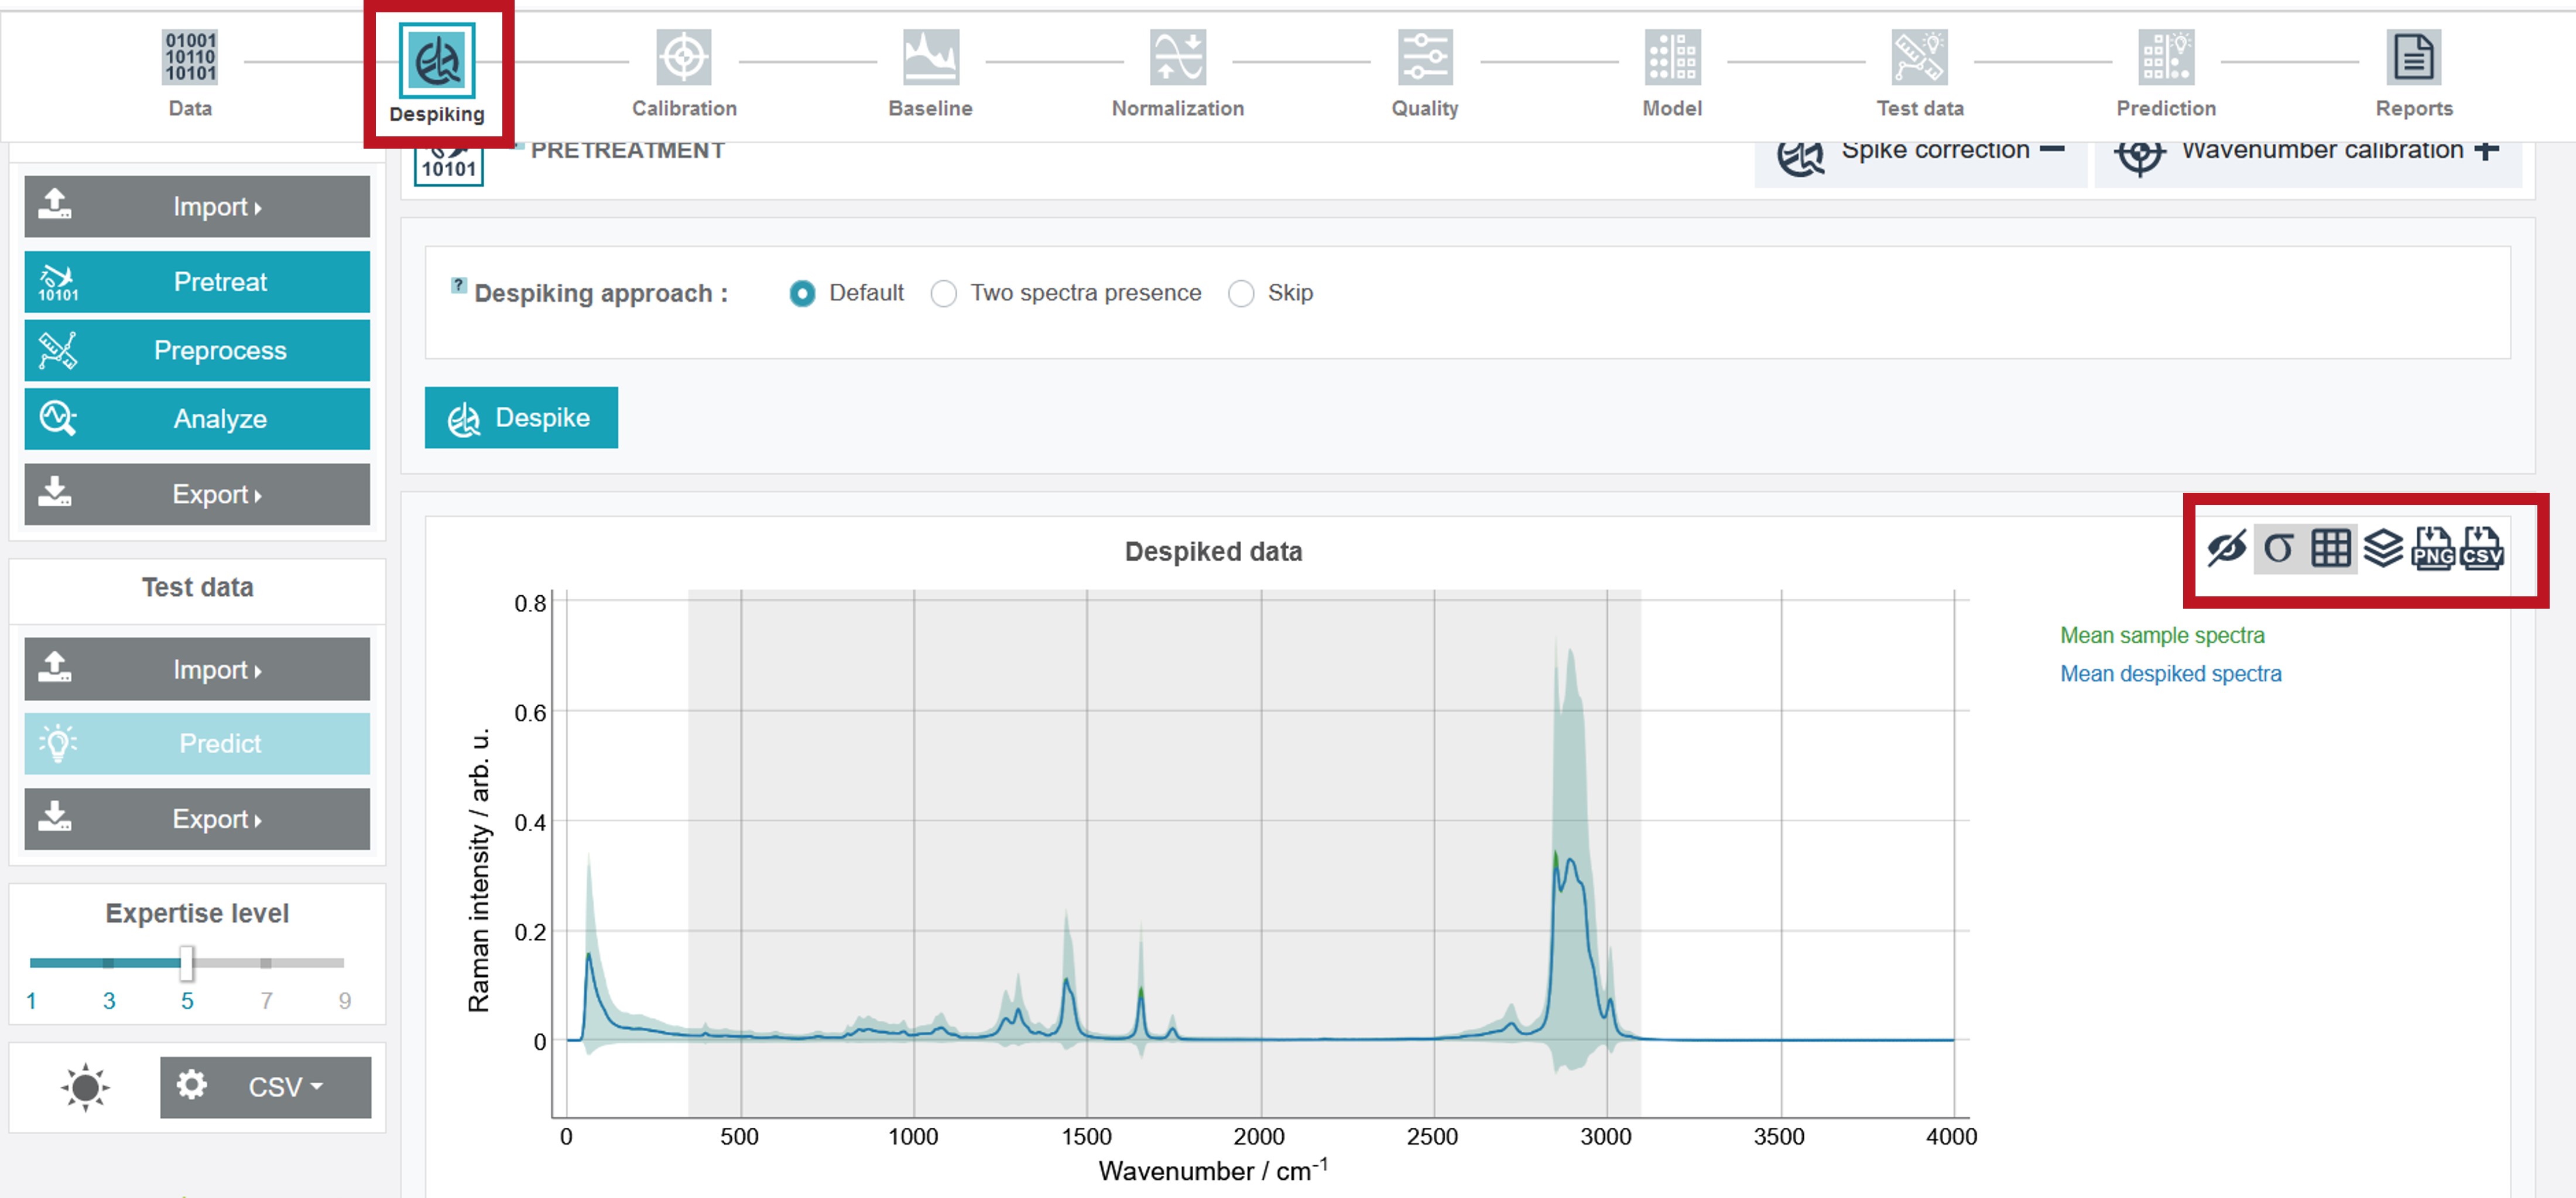 01001
10110
10101
Data
Despiking
Calibration
Baseline
Normalization
Quality
Model
Test data
Prediction
Reports
10101
? PRETREATMENT
Spike correction
Wavenumber calibration
Import
10101
Pretreat
Preprocess
Analyze
Export
Test data
Import
Predict
Export
Expertise level
1 3 5 7 9
CSV
? Despiking approach : Default Two spectra presence Skip
Despike
Despiked data
σ PNG CSV
Mean sample spectra
Mean despiked spectra
Raman intensity / arb. u.
0.8
0.6
0.4
0.2
0
0 500 1000 1500 2000 2500 3000 3500 4000
Wavenumber / cm⁻¹